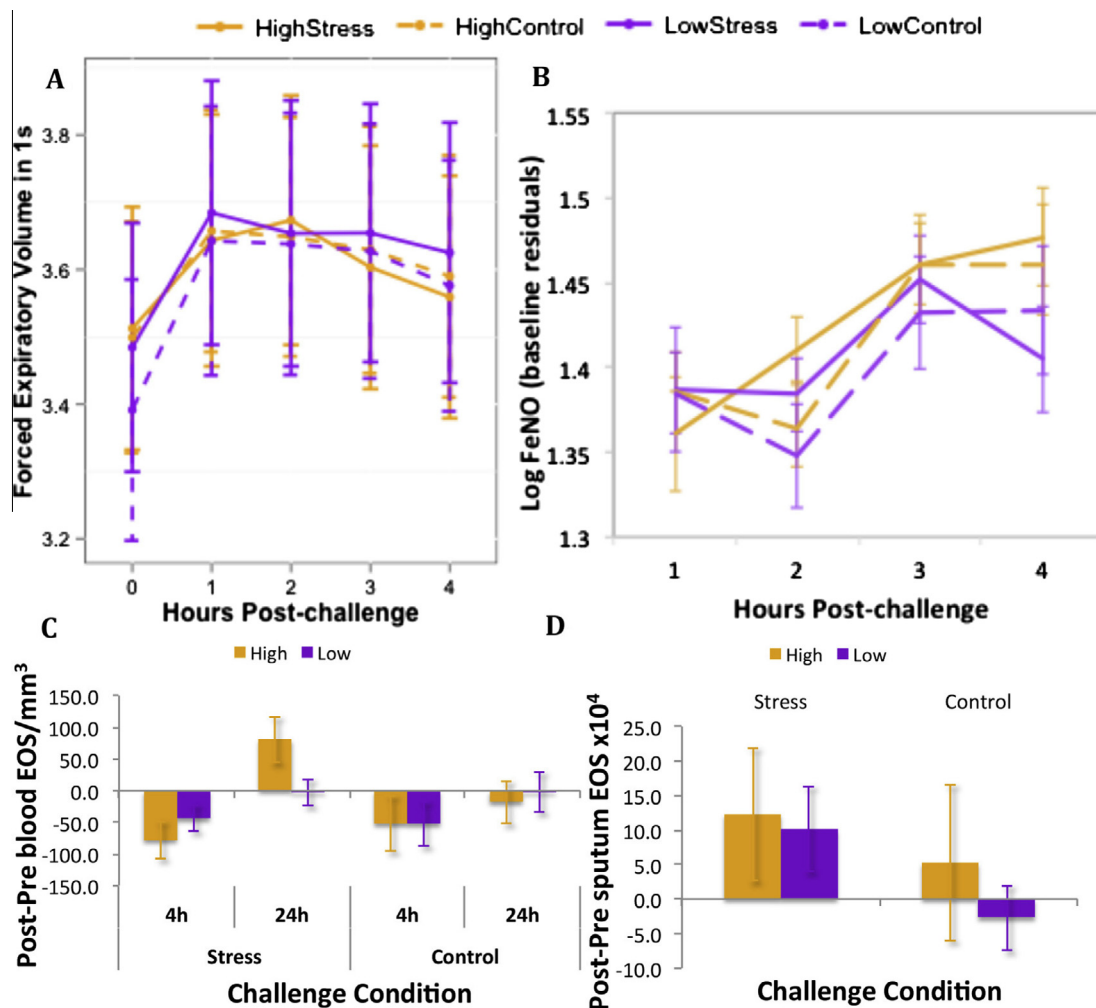 HighStress HighControl LowStress LowControl
A
Forced Expiratory Volume in 1s
3.8
3.6
3.4
3.2
0 1 2 3 4
Hours Post-challenge
B
Log FeNO (baseline residuals)
1.55
1.5
1.45
1.4
1.35
1.3
1 2 3 4
Hours Post-challenge
C
High Low
Post-Pre blood EOS/mm³
150.0
100.0
50.0
0.0
-50.0
-100.0
-150.0
4h 24h 4h 24h
Stress Control
Challenge Condition
D
High Low
Stress Control
Post-Pre sputum EOS x10⁴
25.0
20.0
15.0
10.0
5.0
0.0
-5.0
-10.0
Challenge Condition